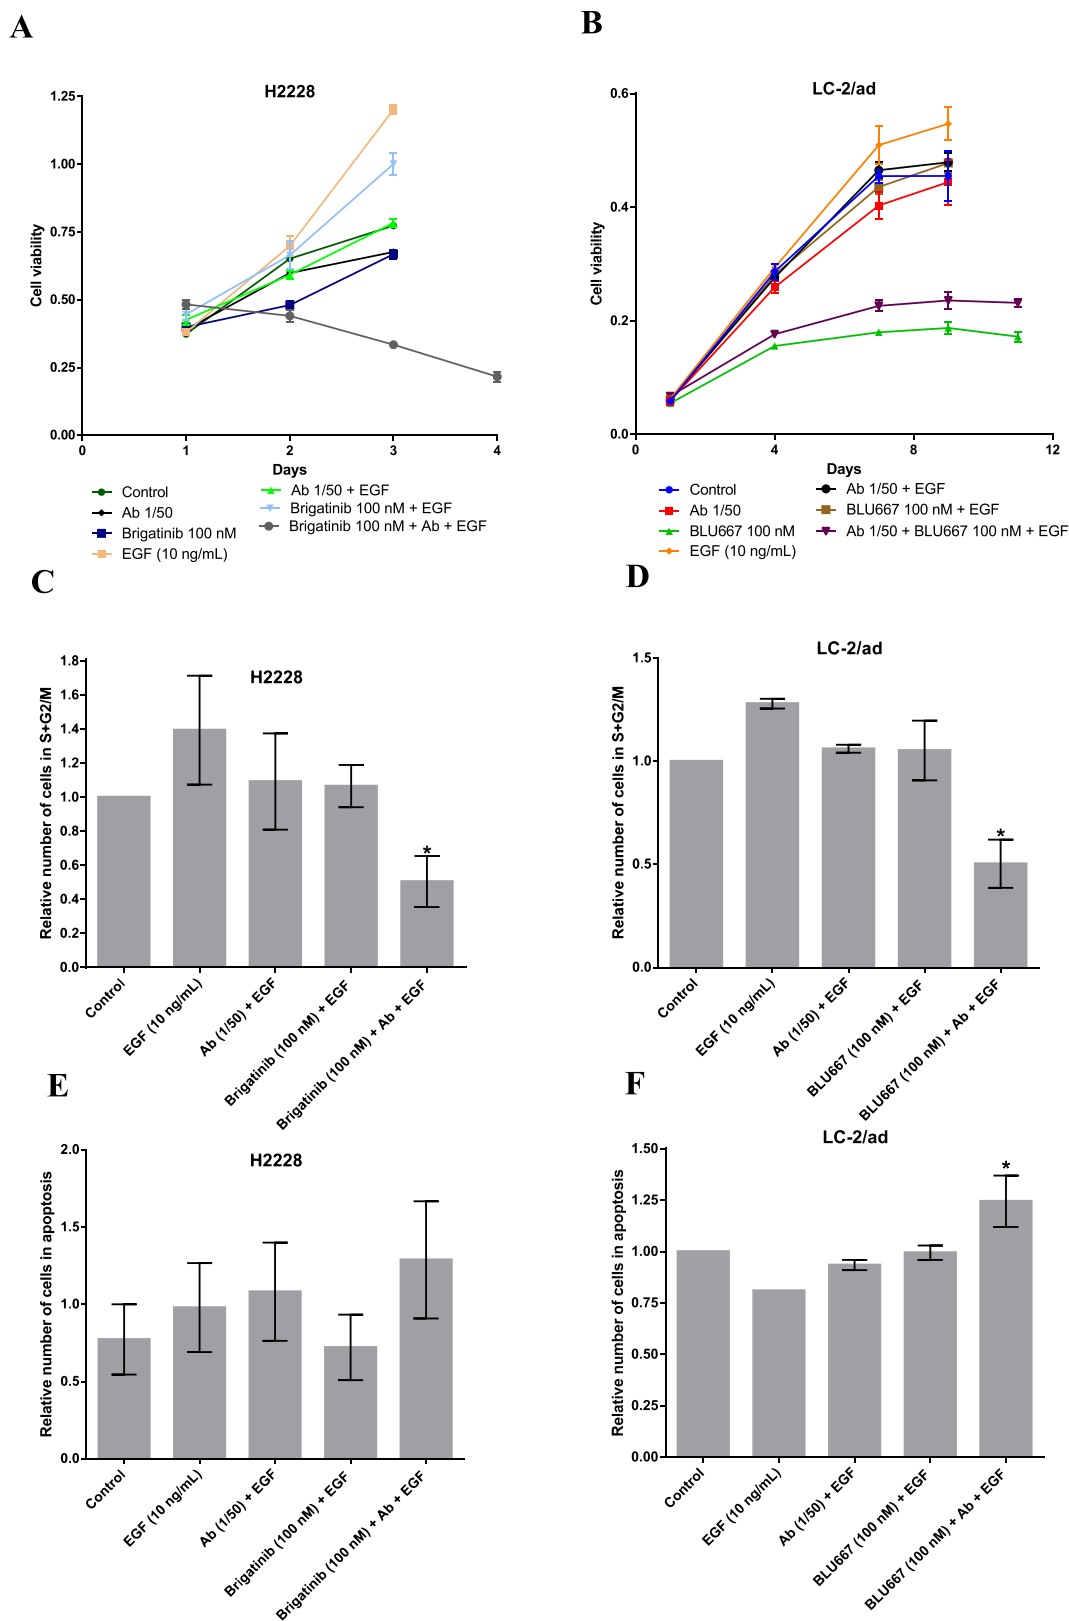 A
H2228
1.25
1.00
0.75
0.50
0.25
0.00
Cell viability
0
1
2
3
4
Days
Control
Ab 1/50
Brigatinib 100 nM
EGF (10 ng/mL)
Ab 1/50 + EGF
Brigatinib 100 nM + EGF
Brigatinib 100 nM + Ab + EGF
B
LC-2/ad
0.6
0.4
0.2
0.0
Cell viability
0
4
8
12
Days
Control
Ab 1/50
BLU667 100 nM
EGF (10 ng/mL)
Ab 1/50 + EGF
BLU667 100 nM + EGF
Ab 1/50 + BLU667 100 nM + EGF
C
H2228
1.8
1.4
1.2
1.0
0.8
0.6
0.4
0.2
0.0
Relative number of cells in S+G2/M
*
Control
EGF (10 ng/mL)
Ab (1/50) + EGF
Brigatinib (100 nM) + EGF
Brigatinib (100 nM) + Ab + EGF
D
LC-2/ad
1.5
1.0
0.5
0.0
Relative number of cells in S+G2/M
*
Control
EGF (10 ng/mL)
Ab (1/50) + EGF
BLU667 (100 nM) + EGF
BLU667 (100 nM) + Ab + EGF
E
H2228
2.0
1.5
1.0
0.5
0.0
Relative number of cells in apoptosis
Control
EGF (10 ng/mL)
Ab (1/50) + EGF
Brigatinib (100 nM) + EGF
Brigatinib (100 nM) + Ab + EGF
F
LC-2/ad
1.50
1.25
1.00
0.75
0.50
0.25
0.00
Relative number of cells in apoptosis
*
Control
EGF (10 ng/mL)
Ab (1/50) + EGF
BLU667 (100 nM) + EGF
BLU667 (100 nM) + Ab + EGF